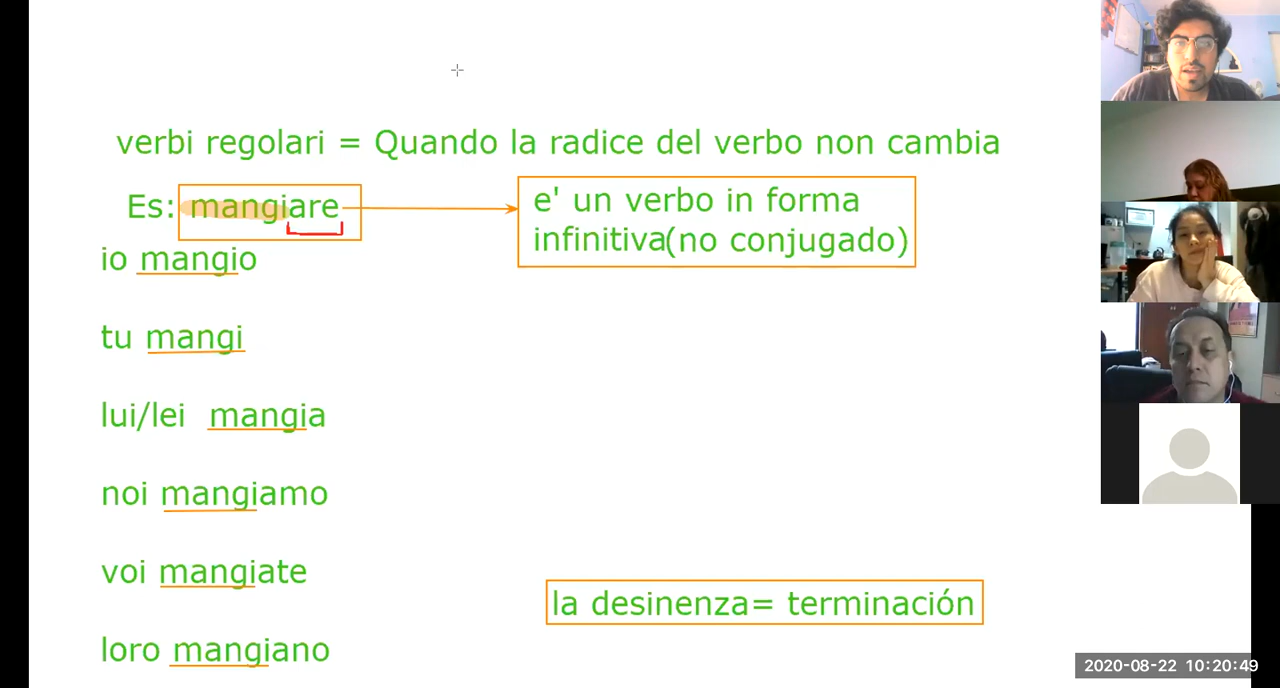 verbi regolari = Quando la radice del verbo non cambia
Es: mangiare
e' un verbo in forma
infinitiva(no conjugado)
io mangio
tu mangi
lui/lei mangia
noi mangiamo
voi mangiate
la desinenza= terminación
loro mangiano
2020-08-22 10:20:49